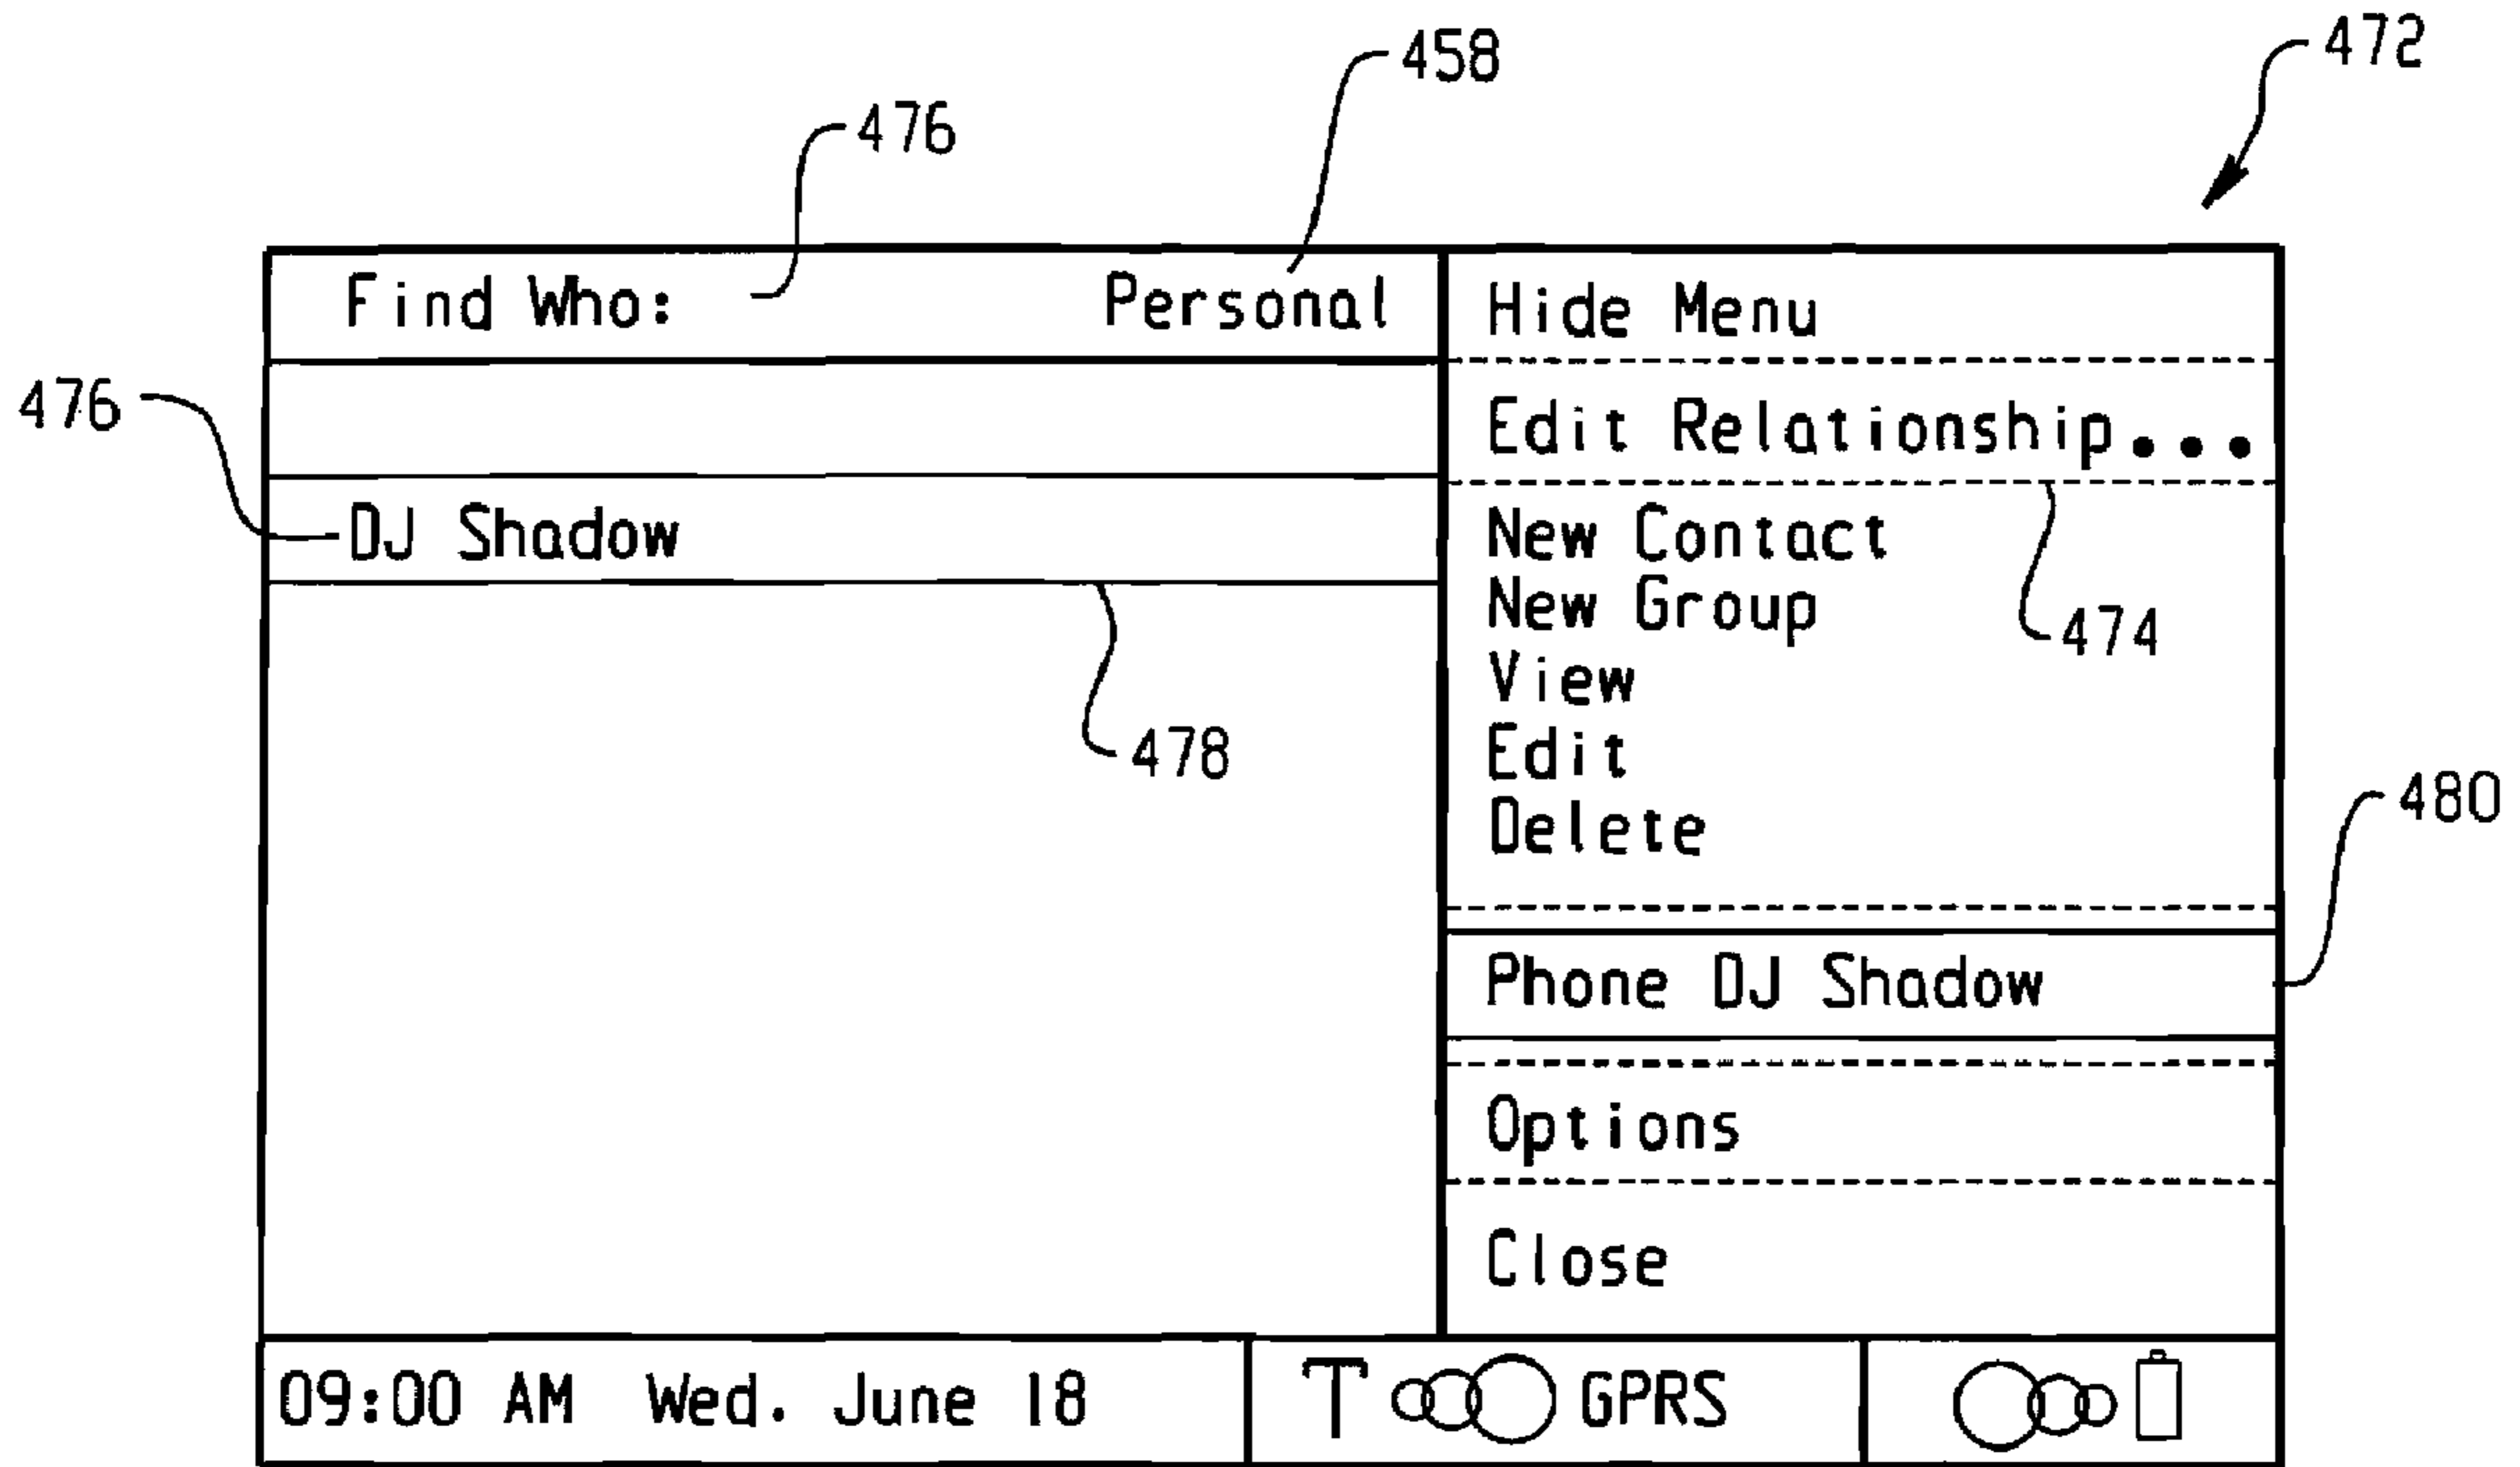 458
472
476
Find Who: Personal
Hide Menu
476
Edit Relationship...
DJ Shadow
New Contact
New Group
474
View
478
Edit
480
Delete
Phone DJ Shadow
Options
Close
09:00 AM Wed. June 18
T GPRS